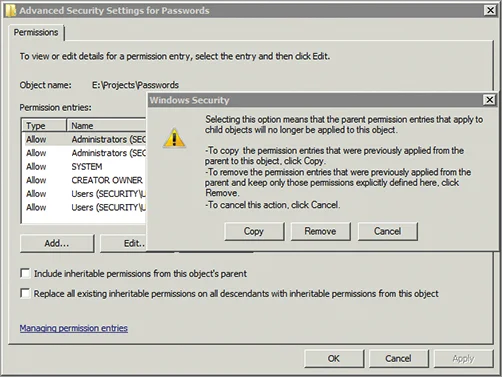 Advanced Security Settings for Passwords
Permissions
To view or edit details for a permission entry, select the entry and then click Edit.
Object name: E:\Projects\Passwords
Permission entries:
Type Name
Allow Administrators (SEC
Allow Administrators (SEC
Allow SYSTEM
Allow CREATOR OWNER
Allow Users (SECURITY\U
Allow Users (SECURITY\U
Windows Security
Selecting this option means that the parent permission entries that apply to
child objects will no longer be applied to this object.
-To copy the permission entries that were previously applied from the
parent to this object, click Copy.
-To remove the permission entries that were previously applied from the
parent and keep only those permissions explicitly defined here, click
Remove.
-To cancel this action, click Cancel.
Copy Remove Cancel
Add... Edit..
Include inheritable permissions from this object's parent
Replace all existing inheritable permissions on all descendants with inheritable permissions from this object
Managing permission entries
OK Cancel Apply